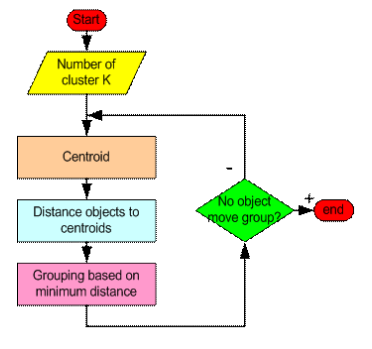 Start
Number of
cluster K
Centroid
Distance objects to
centroids
Grouping based on
minimum distance
-
No object
move group?
+
end